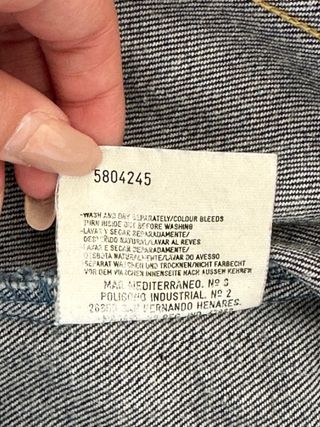 5804245
-WASH AND DRY SEPARATELY/COLOUR BLEEDS
TURN INSIDE OUT BEFORE WASHING
-LAVAR Y SECAR SEPARADAMENTE/
DESTEÑIDO NATURAL/LAVAR AL REVES
-LAVAR E SECAR SEPARADAMENTE/
DESBOTA NATURALMENTE/LAVAR DO AVESSO
-SEPARAT WASCHEN UND TROCKNEN/NICHT FARBECHT
VOR DEM WASCHEN INNENSEITE NACH AUSSEN KEHREN
MAR MEDITERRANEO, Nº
POLIGONO INDUSTRIAL, Nº 2
SAN FERNANDO HENARES.